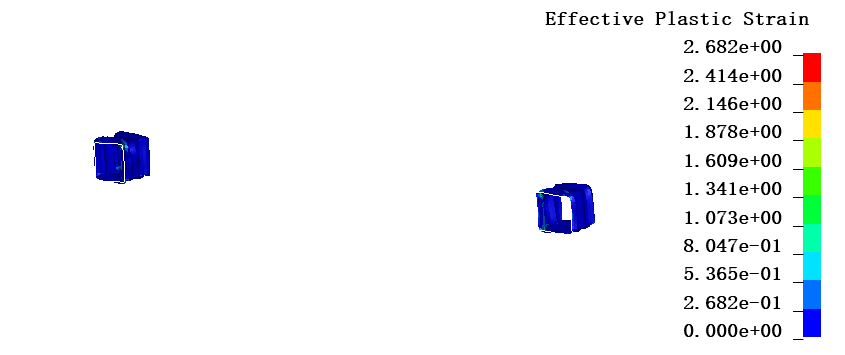 Effective Plastic Strain
2.682e+00
2.414e+00
2.146e+00
1.878e+00
1.609e+00
1.341e+00
1.073e+00
8.047e-01
5.365e-01
2.682e-01
0.000e+00